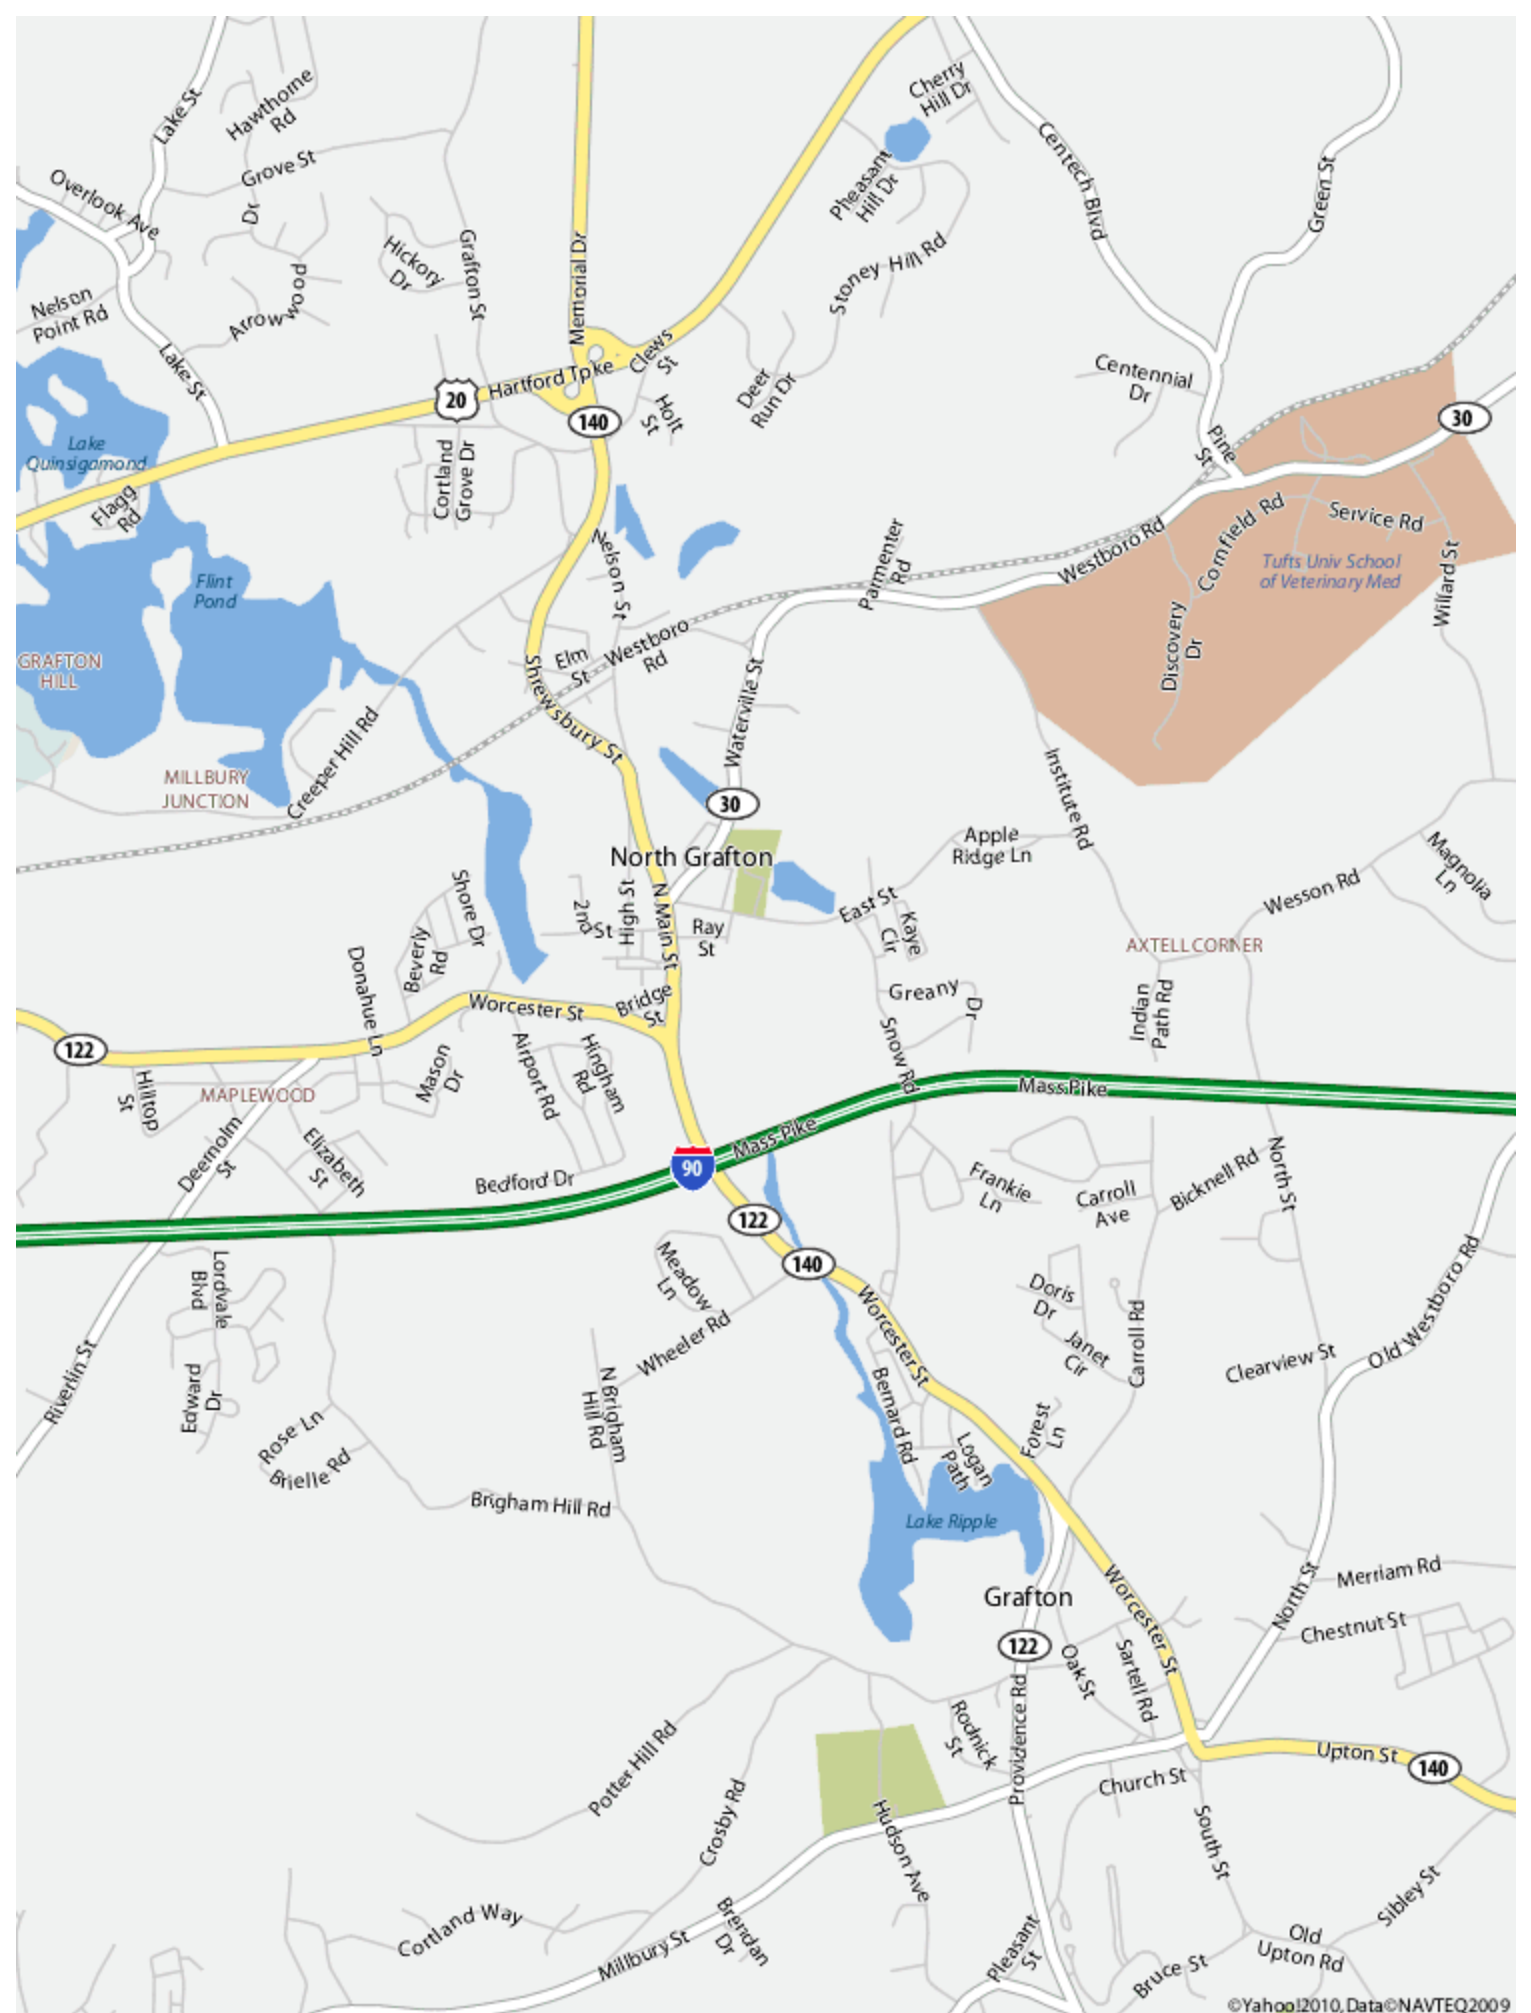 Lake St
Hawthorne
Rd
Grove St
Overlook Ave
Dr
Hickory
Dr
Grafton St
Memorial Dr
Cherry
Hill Dr
Pheasant
Hill Dr
Centech Blvd
Green St
Stoney Hill Rd
Nelson
Point Rd
Arrowwood
Lake St
Clews
St
Hartford Tpke
20
140
Holt
St
Deer
Run Dr
Centennial
Dr
30
Pine
St
Lake
Quinsigamond
Flagg
Rd
Cortland
Grove Dr
Nelson St
Parmenter
Rd
Westboro Rd
Cornfield Rd
Service Rd
Tufts Univ School
of Veterinary Med
Willard St
Flint
Pond
Discovery
Dr
GRAFTON
HILL
Elm
St
Westboro
Rd
Shrewsbury St
Waterville St
Creeper Hill Rd
MILLBURY
JUNCTION
Institute Rd
30
North Grafton
Apple
Ridge Ln
Magnolia
Ln
Wesson Rd
Shore Dr
2nd St
High St
N Main St
Ray
St
East St
Kaye
Cir
AXTELL CORNER
Beverly
Rd
Donahue Ln
Greany
Dr
Indian
Path Rd
Worcester St
Bridge
St
Snow Rd
122
Airport Rd
Hingham
Rd
Mason
Dr
Hilltop
St
MAPLEWOOD
Mass Pike
Mass Pike
90
Deernolm
St
Elizabeth
St
Bedford Dr
Frankie
Ln
Carroll
Ave
Bicknell Rd
North St
122
140
Lordvale
Blvd
Meadow
Ln
Wheeler Rd
Worcester St
Doris
Dr
Janet
Cir
Carroll Rd
Clearview St
Old Westboro Rd
Riverlin St
Edward
Dr
Rose Ln
Brielle Rd
N Brigham
Hill Rd
Bernard Rd
Logan
Path
Forest
Ln
Brigham Hill Rd
Lake Ripple
Grafton
Worcester St
North St
Merriam Rd
Chestnut St
122
Oak St
Sartell Rd
Providence Rd
Rodnick
St
Potter Hill Rd
Crosby Rd
Upton St
140
Church St
Hudson Ave
South St
Sibley St
Cortland Way
Millbury St
Brendan
Dr
Pleasant
St
Bruce St
Old
Upton Rd
©Yahoo!2010, Data©NAVTEQ2009